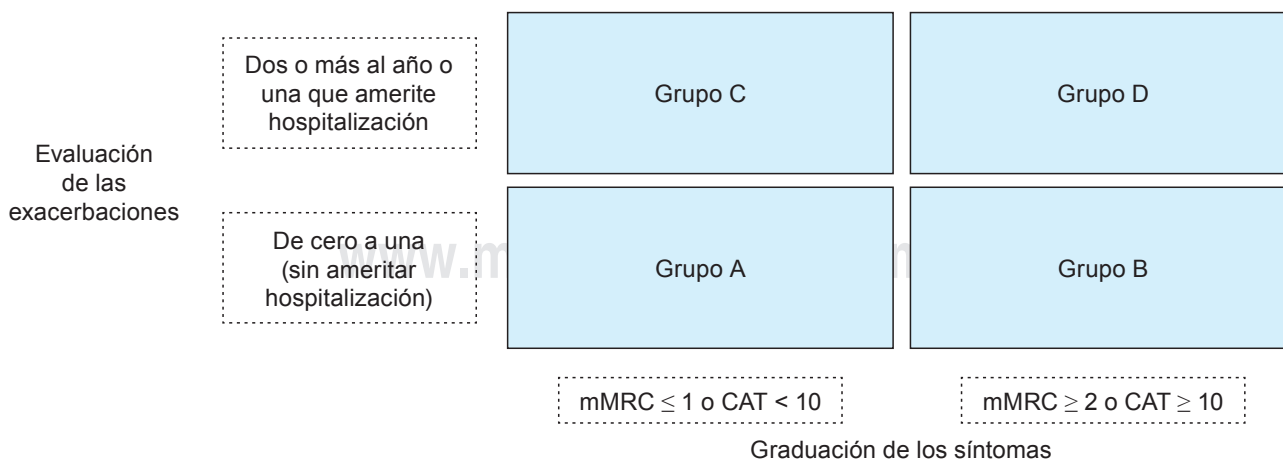 Dos o más al año o
una que amerite
hospitalización
Grupo C
Grupo D
Evaluación
de las
exacerbaciones
De cero a una
(sin ameritar
hospitalización)
Grupo A
Grupo B
www.m
mMRC ≤ 1 o CAT < 10
mMRC ≥ 2 o CAT ≥ 10
Graduación de los síntomas